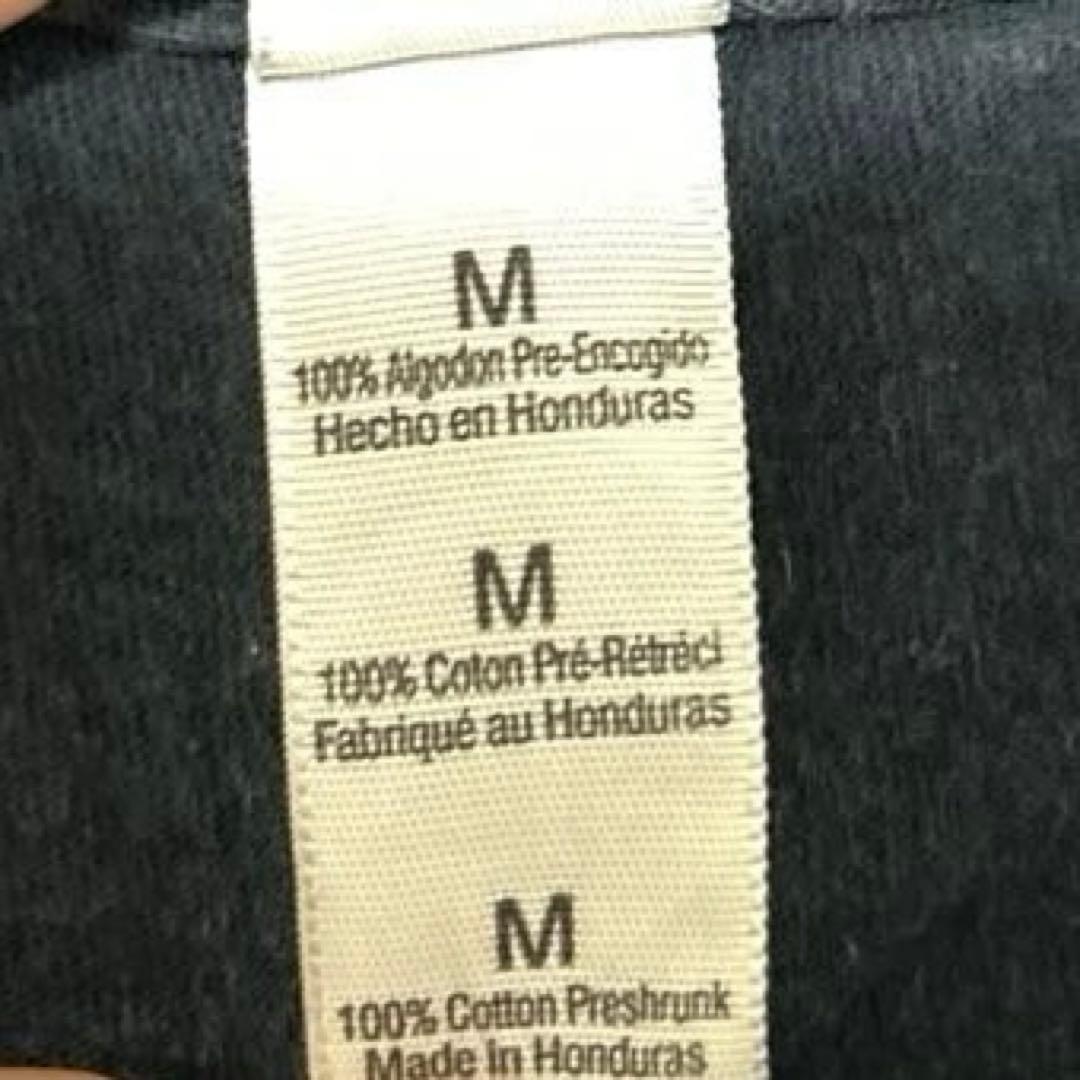 M
100% Algodon Pre-Encogido
Hecho en Honduras
M
100% Coton Pré-Rétréci
Fabriqué au Honduras
M
100% Cotton Preshrunk
Made in Honduras